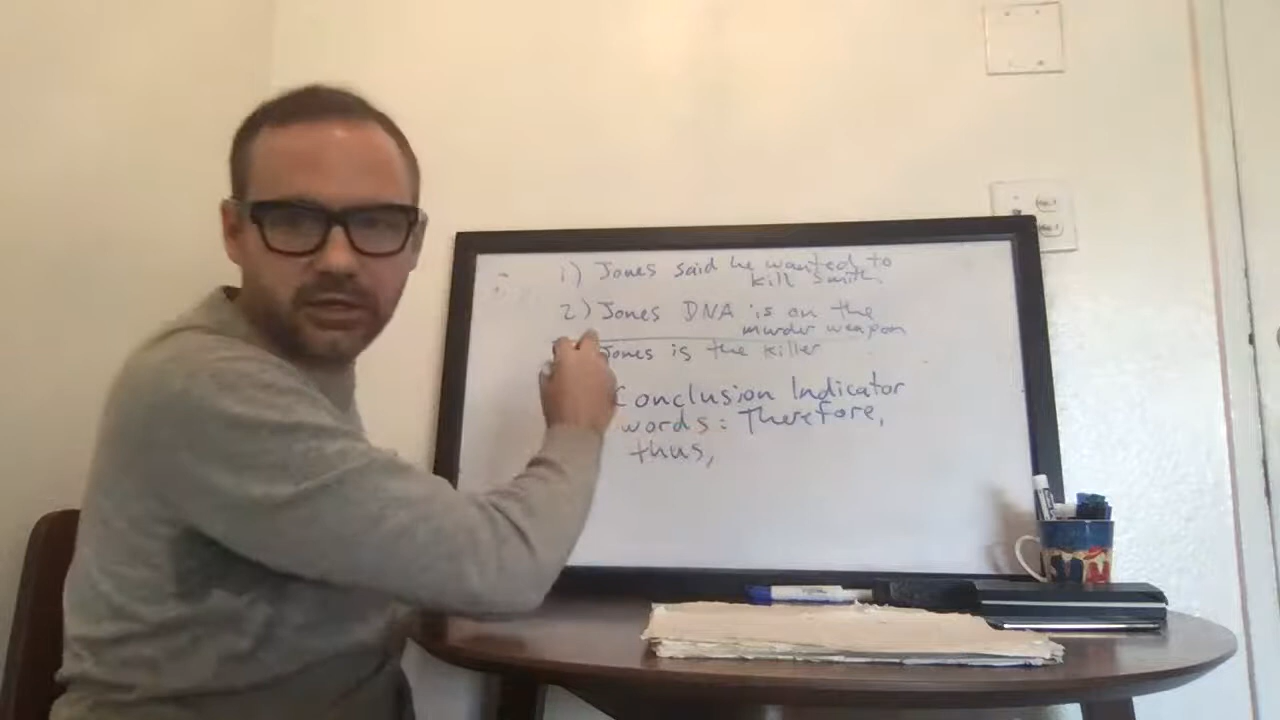 1) Jones said he wanted to
kill Smith.
2) Jones DNA is on the
murder weapon
Jones is the killer
Conclusion Indicator
words: Therefore,
thus,